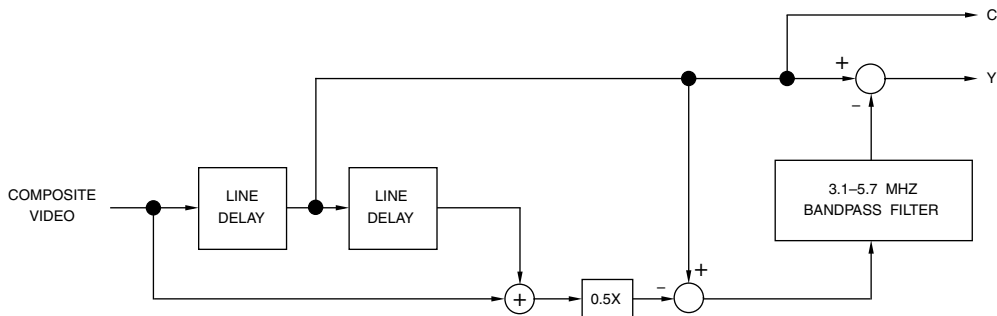 C
+
Y
–
3.1–5.7 MHZ
BANDPASS FILTER
LINE
DELAY
LINE
DELAY
COMPOSITE
VIDEO
+
–
+
0.5X